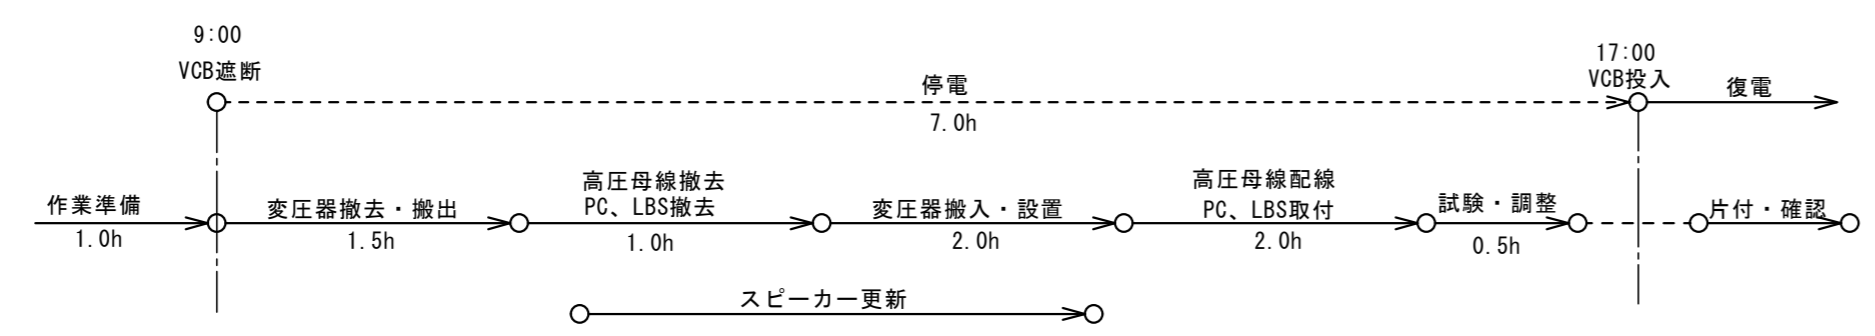 9:00
VCB遮断
停電
7.0h
17:00
VCB投入
復電
作業準備
1.0h
変圧器撤去・搬出
1.5h
高圧母線撤去
PC、LBS撤去
1.0h
変圧器搬入・設置
2.0h
高圧母線配線
PC、LBS取付
2.0h
試験・調整
0.5h
片付・確認
スピーカー更新